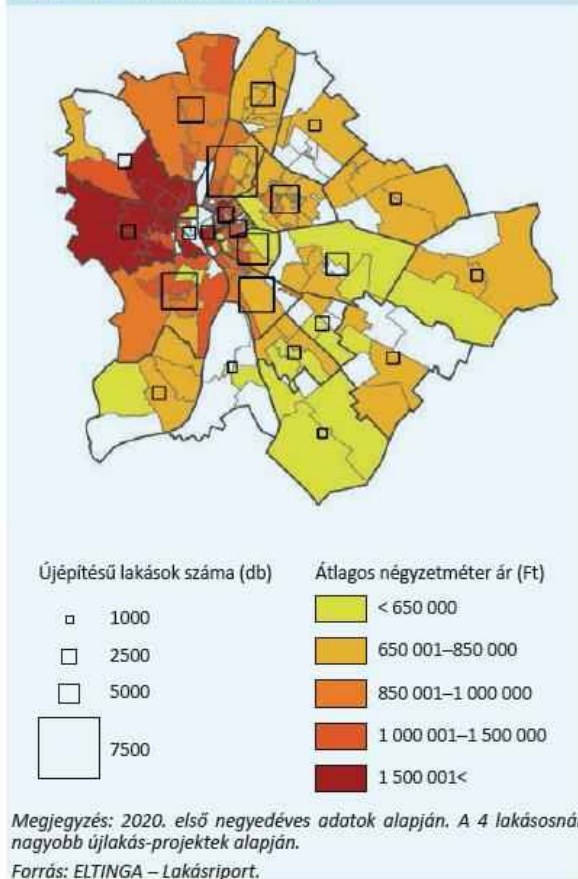 Újépítésű lakások száma (db)
1000
2500
5000
7500
Átlagos négyzetméter ár (Ft)
< 650 000
650 001–850 000
850 001–1 000 000
1 000 001–1 500 000
1 500 001<
Megjegyzés: 2020. első negyedéves adatok alapján. A 4 lakásosnál
nagyobb újlakás-projektek alapján.
Forrás: ELTINGA – Lakásriport.